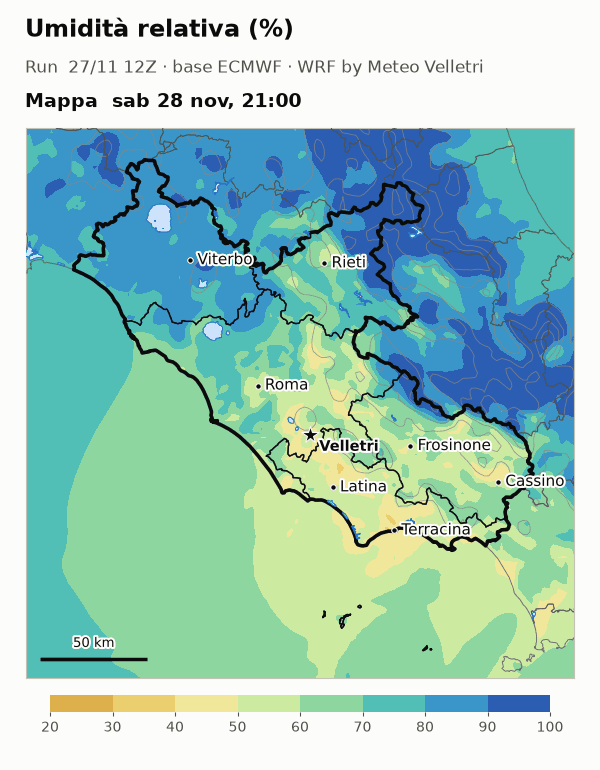 Umidità relativa (%)
Run 27/11 12Z · base ECMWF · WRF by Meteo Velletri
Mappa sab 28 nov, 21:00
Viterbo
Rieti
Roma
Velletri
Frosinone
Cassino
Latina
Terracina
50 km
20 30 40 50 60 70 80 90 100